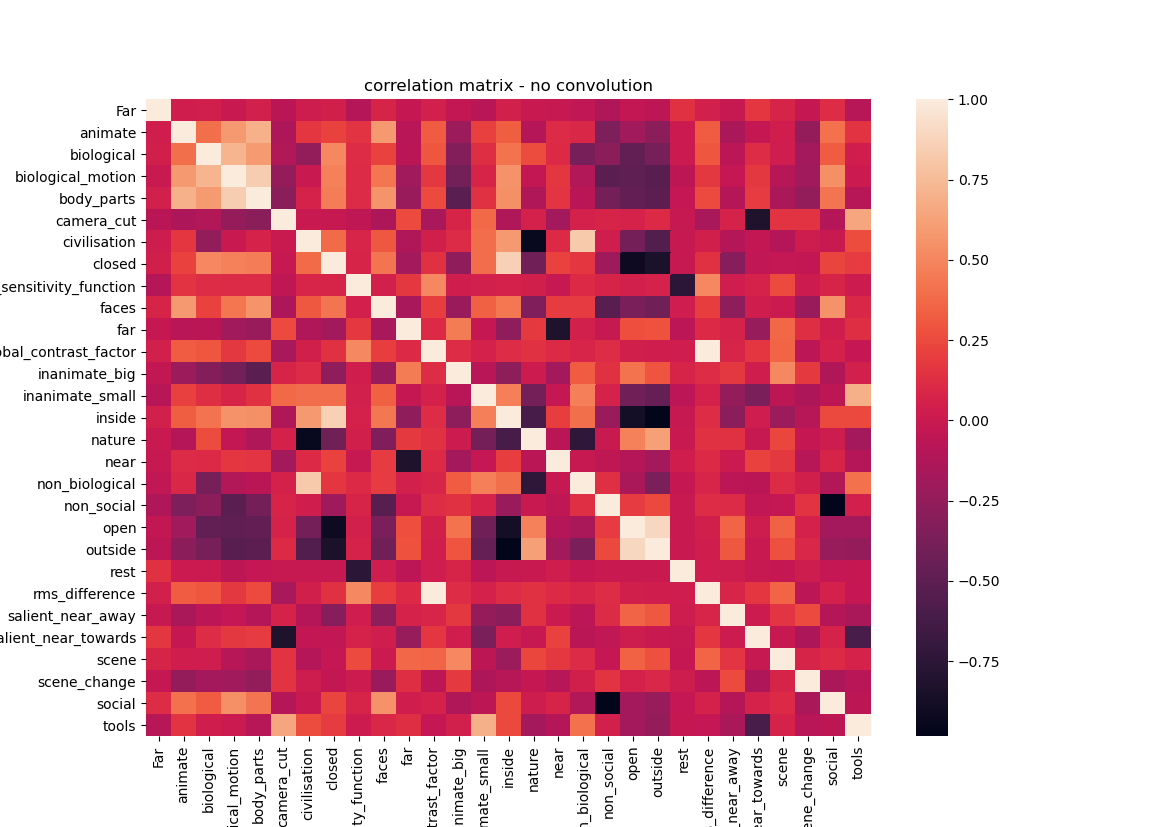 correlation matrix - no convolution
Far
animate
biological
biological_motion
body_parts
camera_cut
civilisation
closed
_sensitivity_function
faces
far
obal_contrast_factor
inanimate_big
inanimate_small
inside
nature
near
non_biological
non_social
open
outside
rest
rms_difference
salient_near_away
alient_near_towards
scene
scene_change
social
tools
1.00
0.75
0.50
0.25
0.00
−0.25
−0.50
−0.75
Far
animate
biological
ical_motion
body_parts
camera_cut
civilisation
closed
ty_function
faces
far
trast_factor
nimate_big
mate_small
inside
nature
near
n_biological
non_social
open
outside
rest
_difference
_near_away
ear_towards
scene
ene_change
social
tools